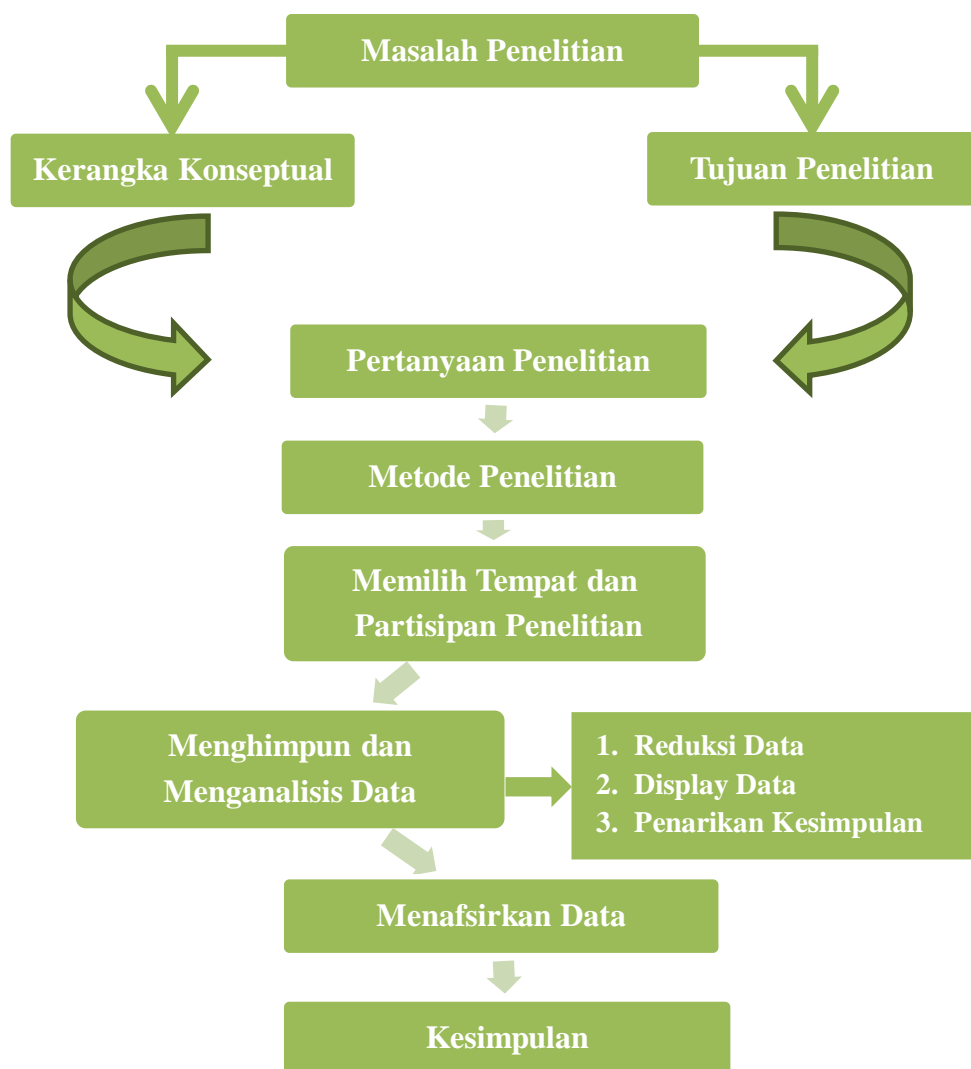 Masalah Penelitian
Kerangka Konseptual
Tujuan Penelitian
Pertanyaan Penelitian
Metode Penelitian
Memilih Tempat dan
Partisipan Penelitian
Menghimpun dan
Menganalisis Data
1. Reduksi Data
2. Display Data
3. Penarikan Kesimpulan
Menafsirkan Data
Kesimpulan